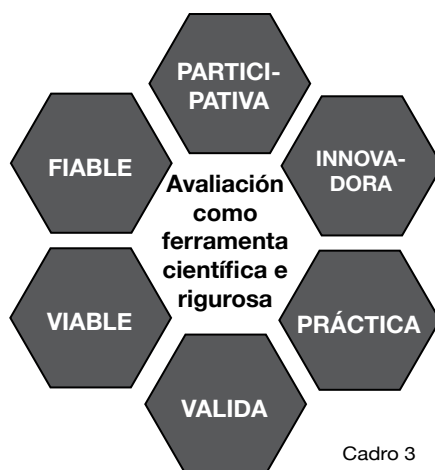 PARTICI-
PATIVA
FIABLE
INNOVA-
DORA
Avaliación
como
ferramenta
científica e
rigurosa
VIABLE
PRÁCTICA
VALIDA
Cadro 3